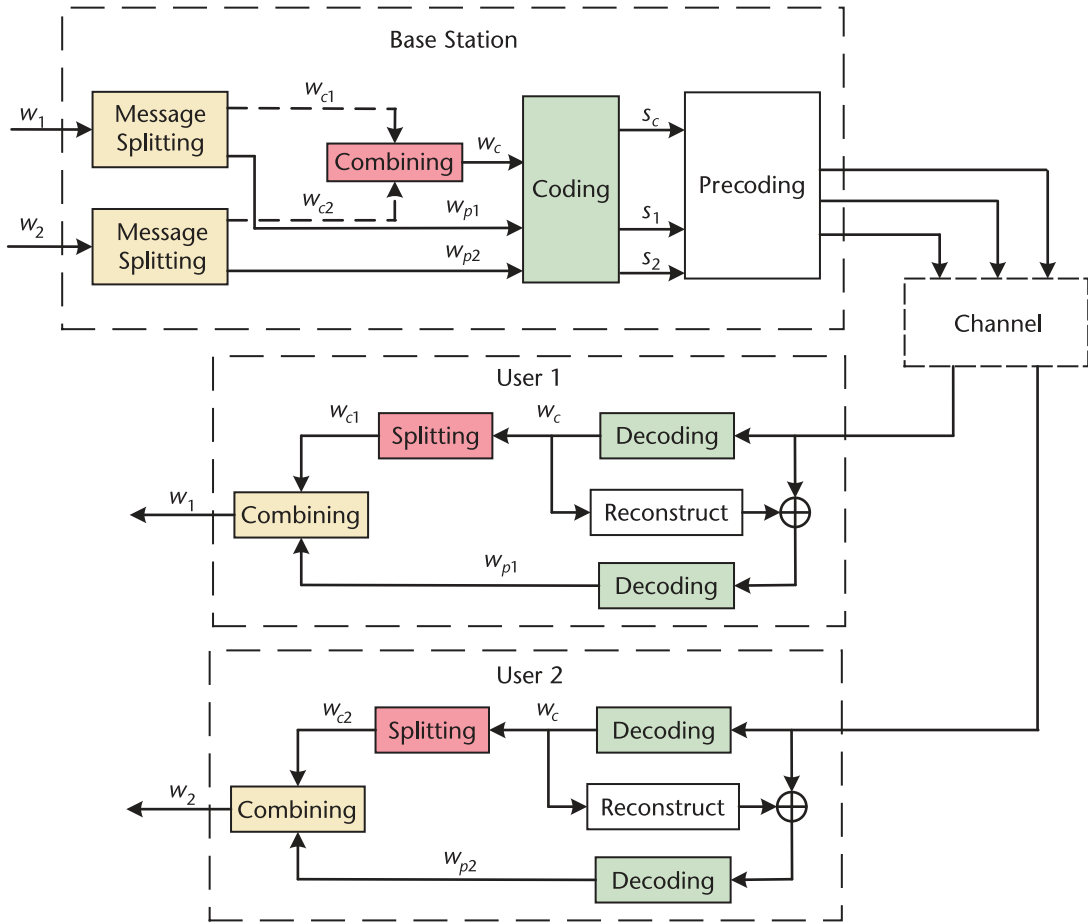 Base Station
w1
Message
Splitting
wc1
Combining
wc
wc2
w2
Message
Splitting
wp1
wp2
Coding
sc
s1
s2
Precoding
Channel
User 1
wc1
Splitting
wc
Decoding
w1
Combining
Reconstruct
wp1
Decoding
User 2
wc2
Splitting
wc
Decoding
w2
Combining
Reconstruct
wp2
Decoding